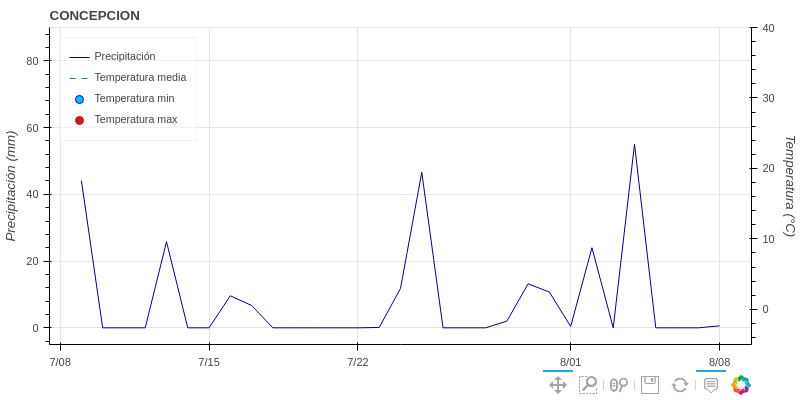 CONCEPCION
Precipitación
Temperatura media
Temperatura min
Temperatura max
Precipitación (mm)
80
60
40
20
0
Temperatura (°C)
40
30
20
10
0
7/08
7/15
7/22
8/01
8/08